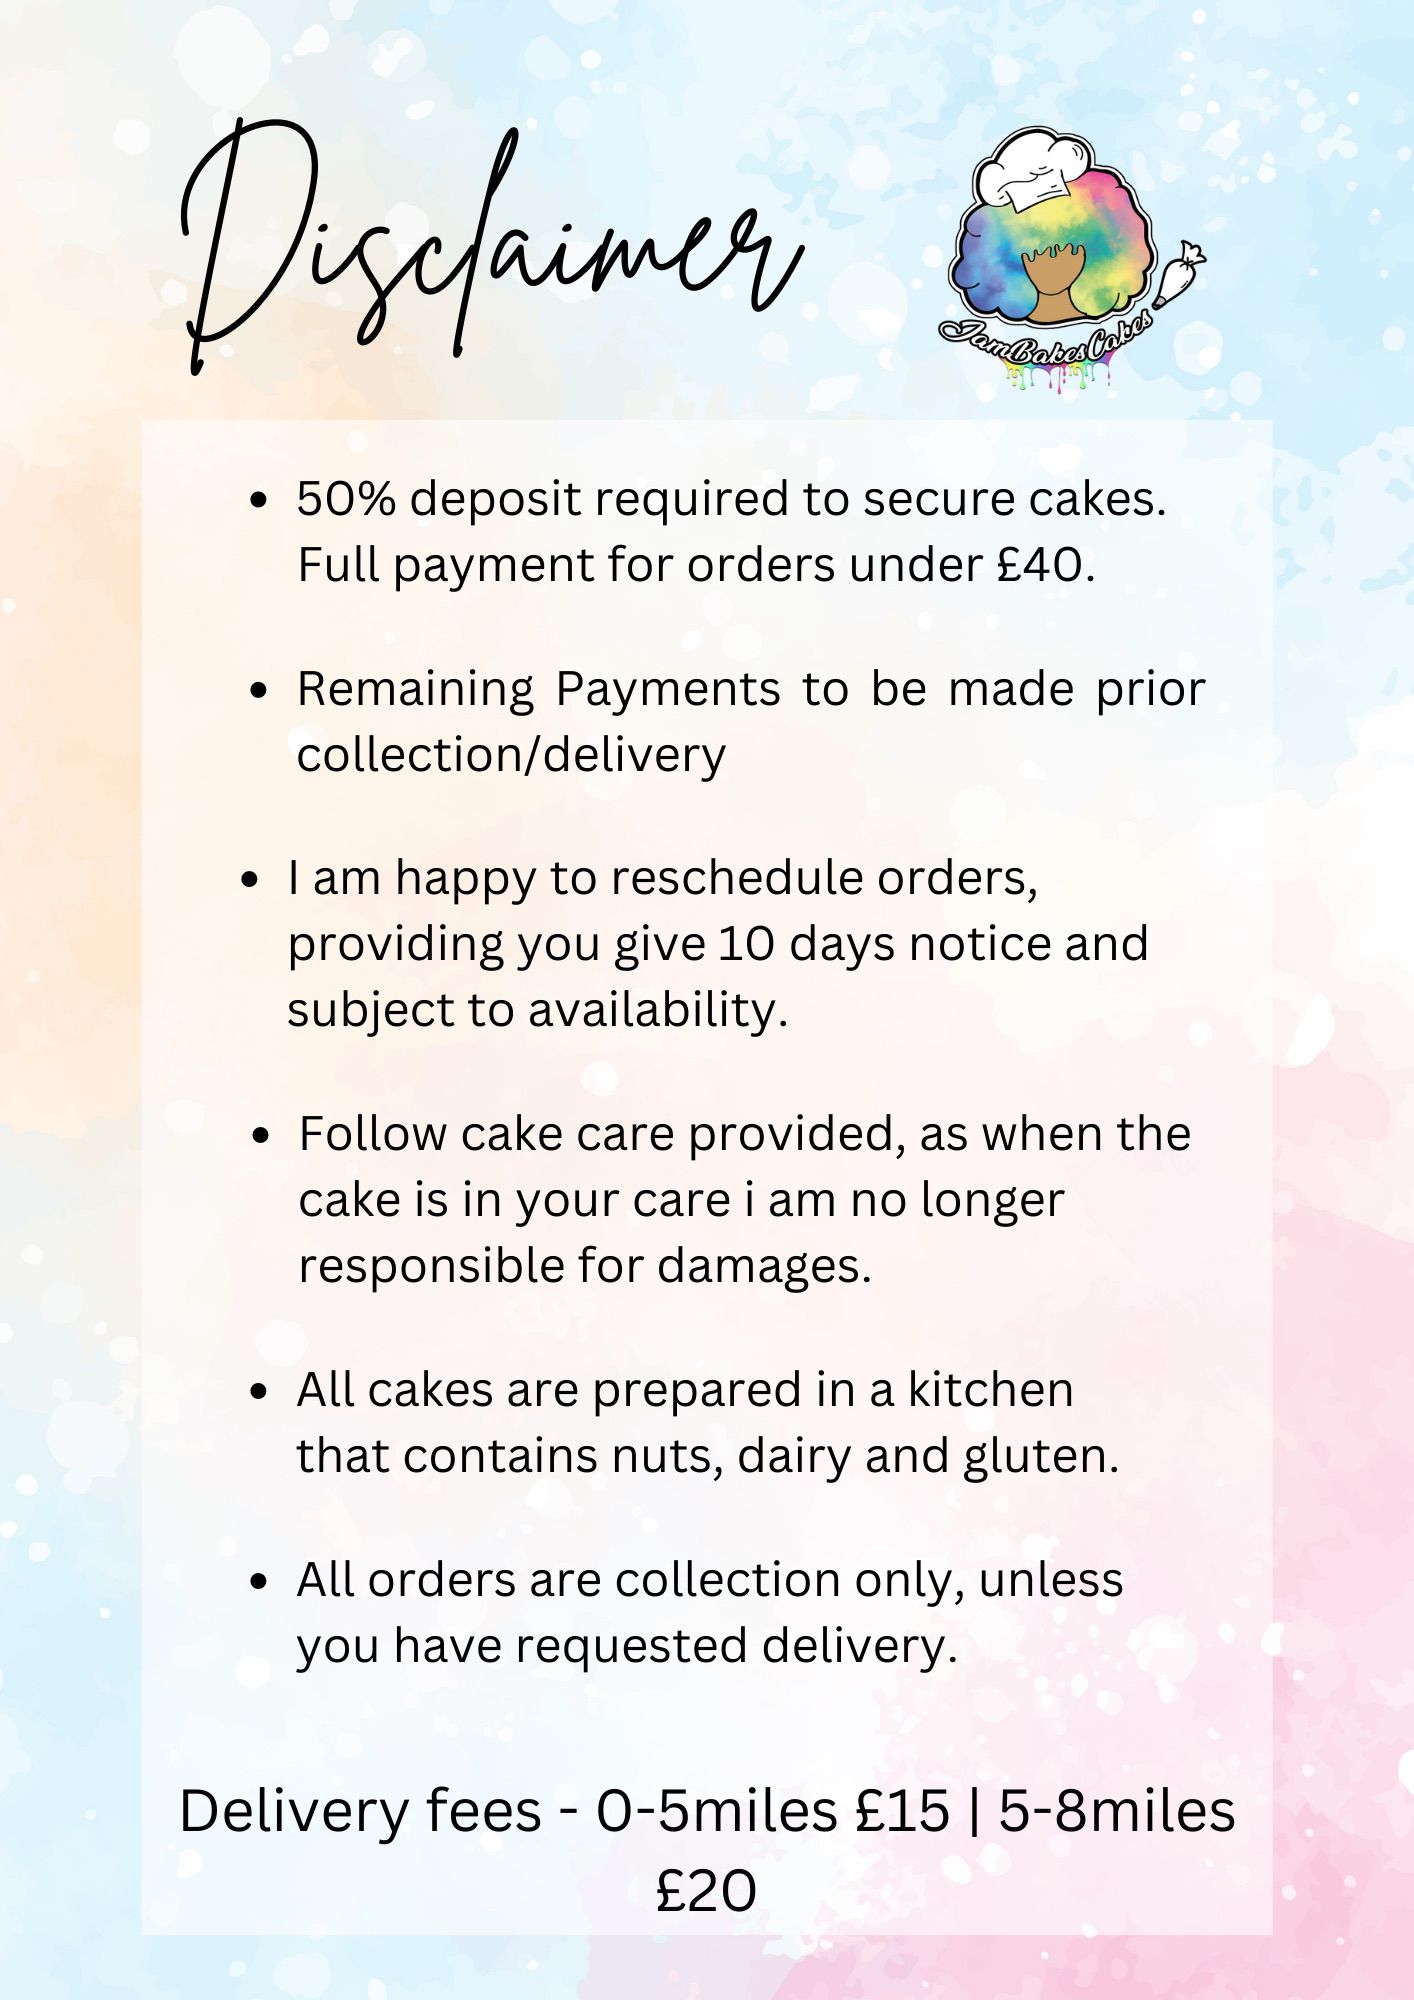 Disclaimer
JamBakesCakes
• 50% deposit required to secure cakes.
Full payment for orders under £40.
• Remaining Payments to be made prior
collection/delivery
• I am happy to reschedule orders,
providing you give 10 days notice and
subject to availability.
• Follow cake care provided, as when the
cake is in your care i am no longer
responsible for damages.
• All cakes are prepared in a kitchen
that contains nuts, dairy and gluten.
• All orders are collection only, unless
you have requested delivery.
Delivery fees - 0-5miles £15 | 5-8miles
£20